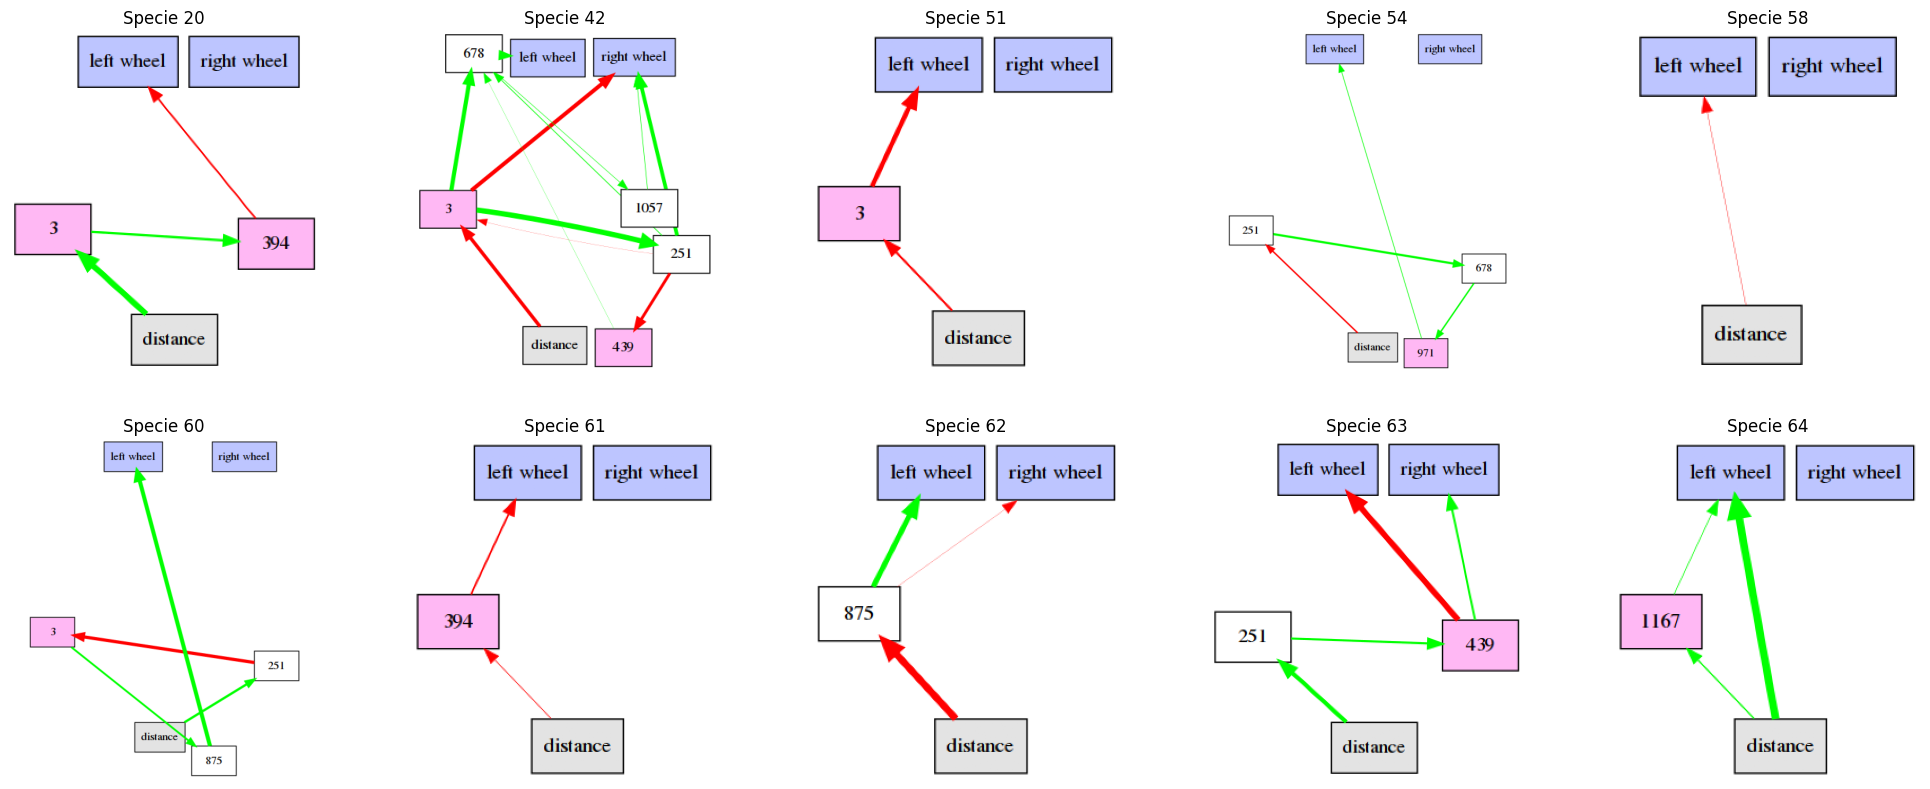 Specie 20
left wheel
right wheel
3
394
distance
Specie 42
678
left wheel
right wheel
3
1057
251
distance
439
Specie 51
left wheel
right wheel
3
distance
Specie 54
left wheel
right wheel
251
678
distance
971
Specie 58
left wheel
right wheel
distance
Specie 60
left wheel
right wheel
3
251
distance
875
Specie 61
left wheel
right wheel
394
distance
Specie 62
left wheel
right wheel
875
distance
Specie 63
left wheel
right wheel
251
439
distance
Specie 64
left wheel
right wheel
1167
distance